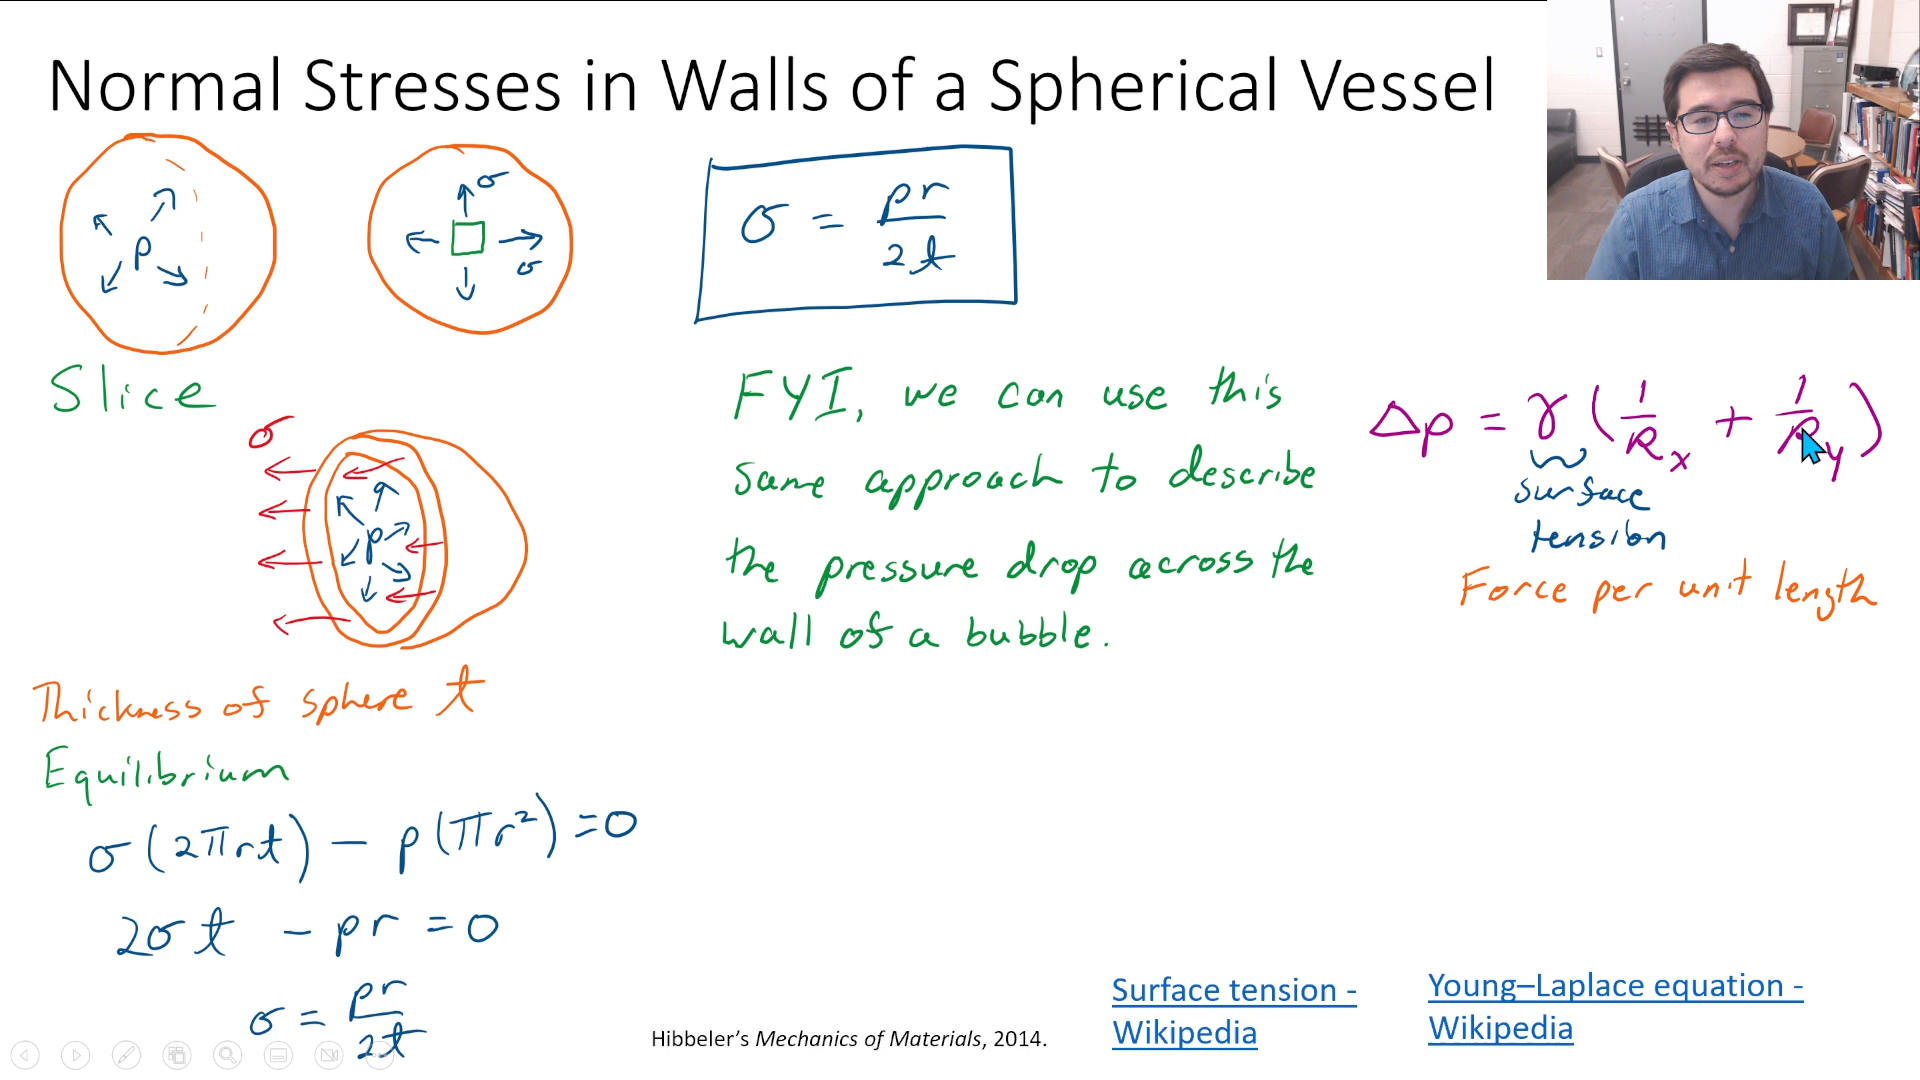 Normal Stresses in Walls of a Spherical Vessel
p
σ
σ
σ = pr / 2t
Slice
σ
p
Thickness of sphere t
Equilibrium
σ(2πrt) − p(πr²) = 0
2σt − pr = 0
σ = pr / 2t
FYI, we can use this
same approach to describe
the pressure drop across the
wall of a bubble.
Δp = γ(1/Rx + 1/Ry)
surface
tension
Force per unit length
Hibbeler's Mechanics of Materials, 2014.
Surface tension -
Wikipedia
Young–Laplace equation -
Wikipedia